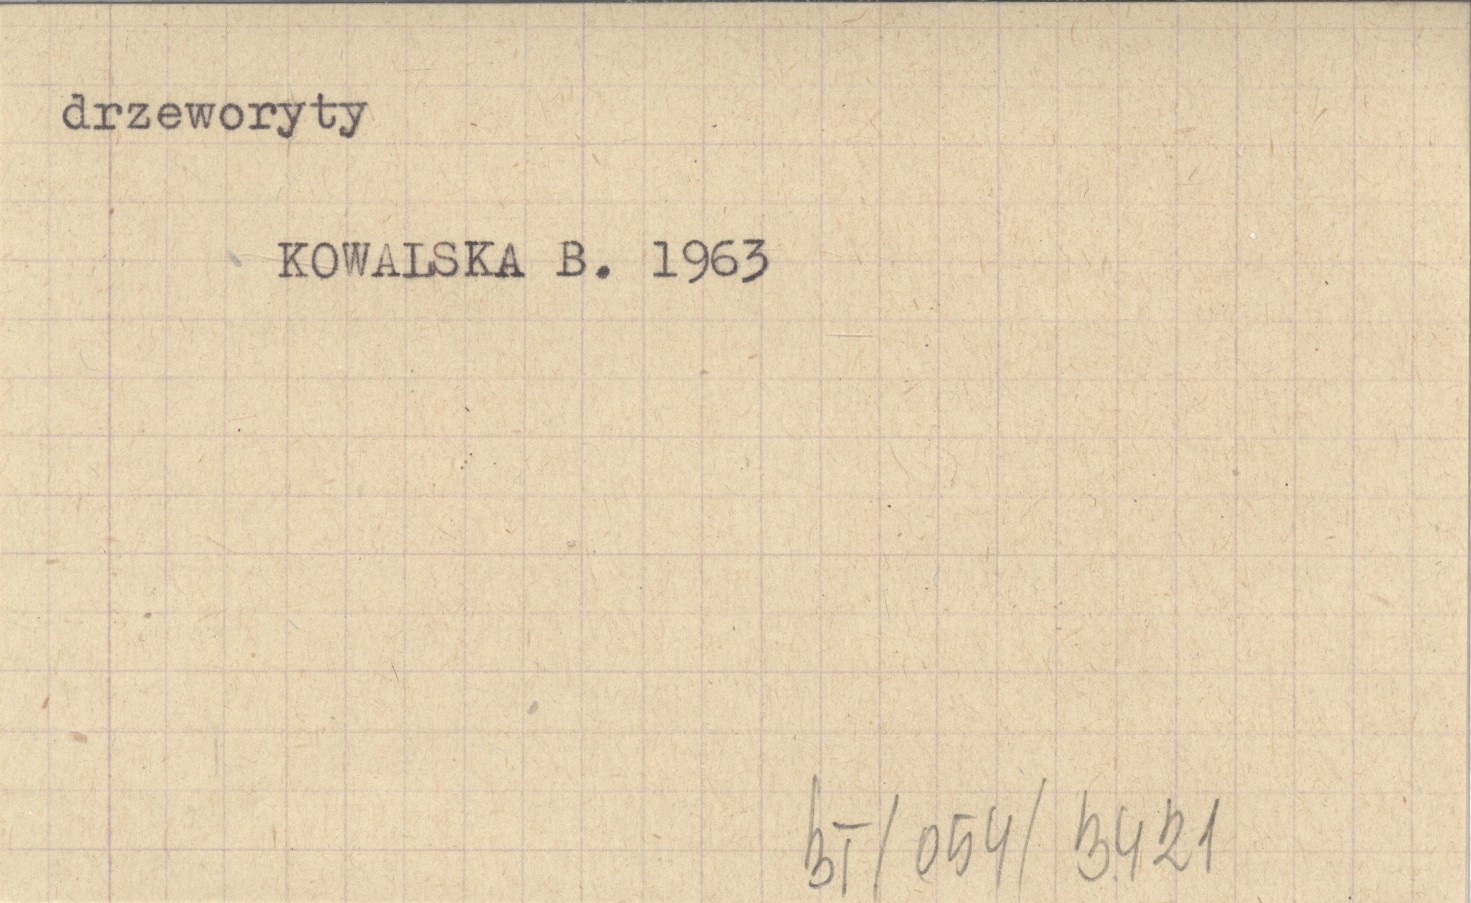 drzeworyty
KOWALSKA B. 1963
BT/054/3421